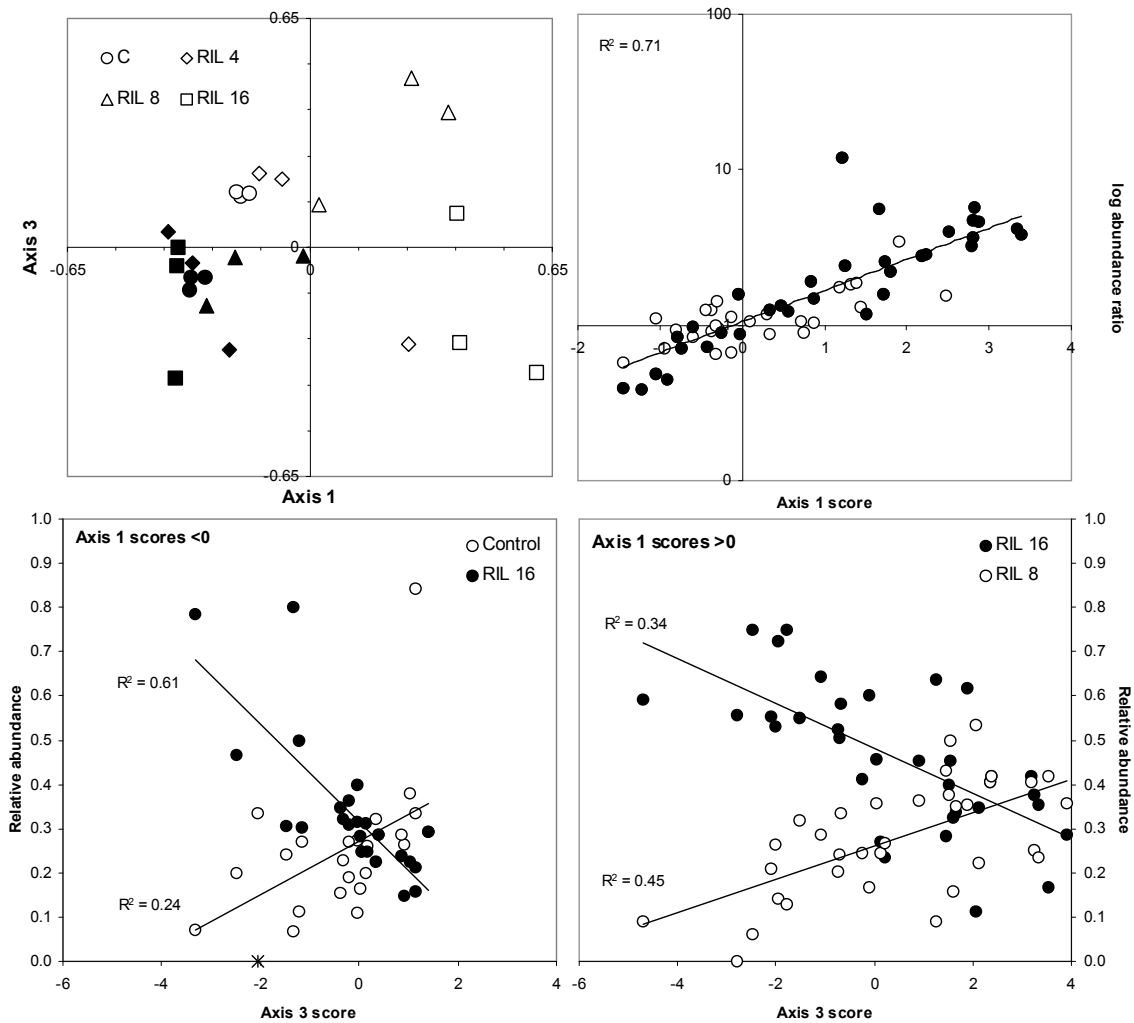 0.65
C
RIL 4
RIL 8
RIL 16
Axis 3
-0.65
0
0.65
-0.65
Axis 1
100
R² = 0.71
10
log abundance ratio
-2
-1
0
1
2
3
4
0
Axis 1 score
1.0
0.9
0.8
0.7
0.6
0.5
0.4
0.3
0.2
0.1
0.0
Relative abundance
Axis 1 scores <0
Control
RIL 16
R² = 0.61
R² = 0.24
-6
-4
-2
0
2
4
Axis 3 score
Axis 1 scores >0
RIL 16
RIL 8
R² = 0.34
R² = 0.45
1.0
0.9
0.8
0.7
0.6
0.5
0.4
0.3
0.2
0.1
0.0
Relative abundance
-6
-4
-2
0
2
4
Axis 3 score